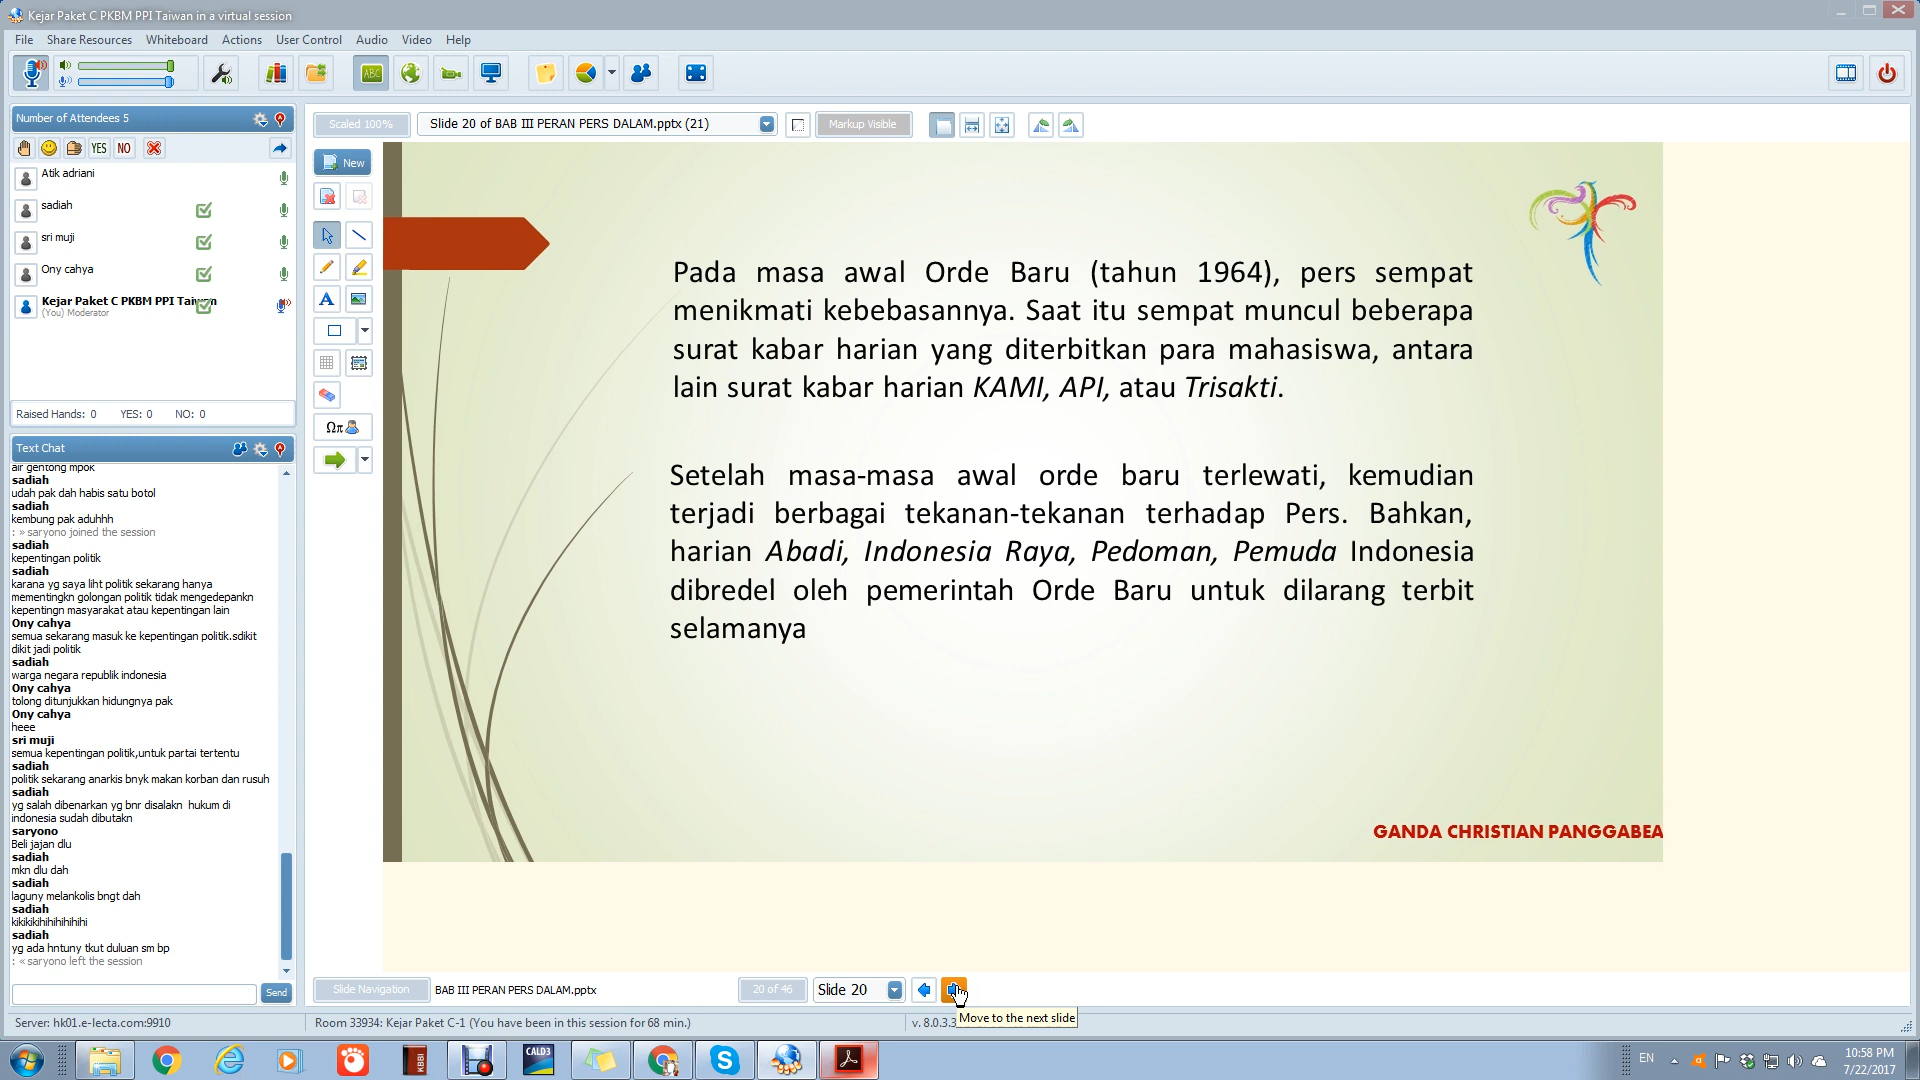 Kejar Paket C PKBM PPI Taiwan in a virtual session
File Share Resources Whiteboard Actions User Control Audio Video Help
ABC
Number of Attendees 5
YES NO
Atik adriani
sadiah
sri muji
Ony cahya
Kejar Paket C PKBM PPI Taiwan
(You) Moderator
Raised Hands: 0 YES: 0 NO: 0
Text Chat
air gentong mpok
sadiah
udah pak dah habis satu botol
sadiah
kembung pak aduhhh
: » saryono joined the session
sadiah
kepentingan politik
sadiah
karana yg saya liht politik sekarang hanya
mementingkn golongan politik tidak mengedepankn
kepentingn masyarakat atau kepentingan lain
Ony cahya
semua sekarang masuk ke kepentingan politik.sdikit
dikit jadi politik
sadiah
warga negara republik indonesia
Ony cahya
tolong ditunjukkan hidungnya pak
Ony cahya
heee
sri muji
semua kepentingan politik,untuk partai tertentu
sadiah
politik sekarang anarkis bnyk makan korban dan rusuh
sadiah
yg salah dibenarkan yg bnr disalakn hukum di
indonesia sudah dibutakn
saryono
Beli jajan dlu
sadiah
mkn dlu dah
sadiah
laguny melankolis bngt dah
sadiah
kikikikihihihihihihi
sadiah
yg ada hntuny tkut duluan sm bp
: « saryono left the session
Send
Scaled 100%
Slide 20 of BAB III PERAN PERS DALAM.pptx (21)
Markup Visible
New
A
Ωπ
Pada masa awal Orde Baru (tahun 1964), pers sempat
menikmati kebebasannya. Saat itu sempat muncul beberapa
surat kabar harian yang diterbitkan para mahasiswa, antara
lain surat kabar harian KAMI, API, atau Trisakti.
Setelah masa-masa awal orde baru terlewati, kemudian
terjadi berbagai tekanan-tekanan terhadap Pers. Bahkan,
harian Abadi, Indonesia Raya, Pedoman, Pemuda Indonesia
dibredel oleh pemerintah Orde Baru untuk dilarang terbit
selamanya
GANDA CHRISTIAN PANGGABEA
Slide Navigation
BAB III PERAN PERS DALAM.pptx
20 of 46
Slide 20
Move to the next slide
Server: hk01.e-lecta.com:9910
Room 33934: Kejar Paket C-1 (You have been in this session for 68 min.)
v. 8.0.3.3
KBBI
CALD3
EN
10:58 PM
7/22/2017